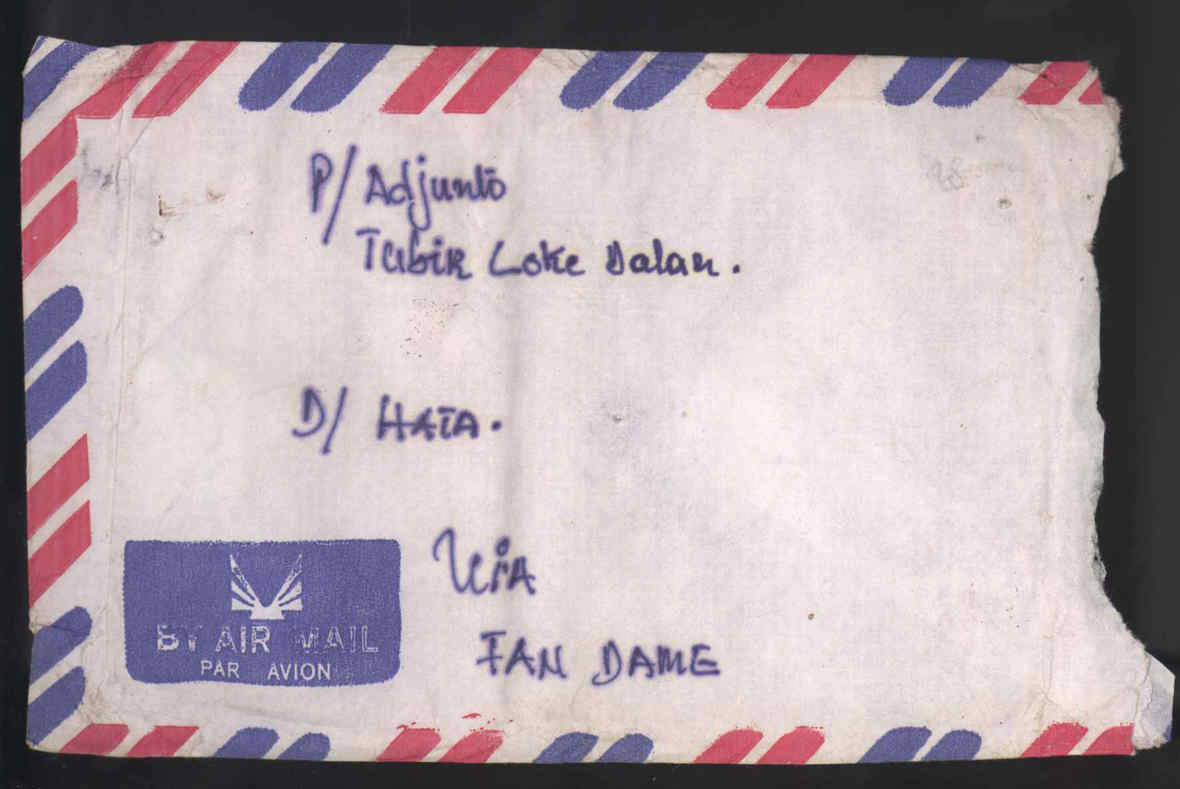 P/ Adjunto
Tubir Loke Dalan.
D/ HATA.
Via
FAN DAME
BY AIR MAIL
PAR AVION